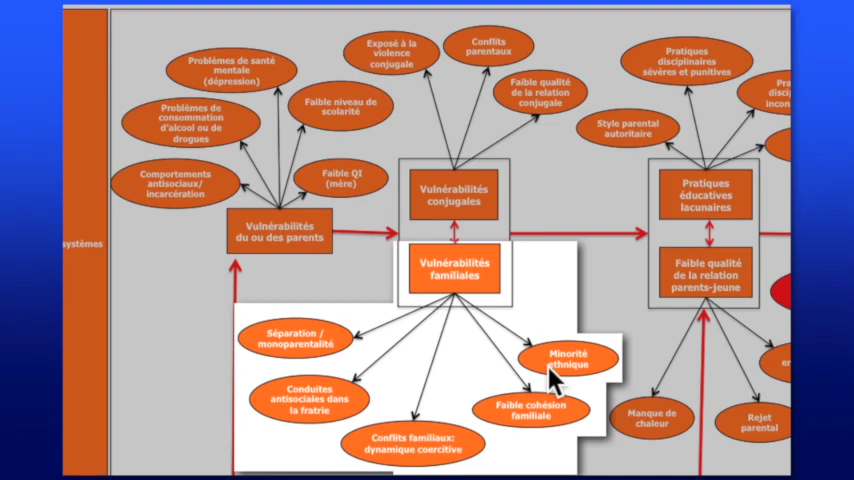 Problèmes de santé
mentale
(dépression)
Exposé à la
violence
conjugale
Conflits
parentaux
Pratiques
disciplinaires
sévères et punitives
Problèmes de
consommation
d'alcool ou de
drogues
Faible niveau de
scolarité
Faible qualité
de la relation
conjugale
Style parental
autoritaire
Comportements
antisociaux/
incarcération
Faible QI
(mère)
Vulnérabilités
conjugales
Pratiques
éducatives
lacunaires
Vulnérabilités
du ou des parents
systèmes
Vulnérabilités
familiales
Faible qualité
de la relation
parents-jeune
Séparation /
monoparentalité
Minorité
ethnique
Conduites
antisociales dans
la fratrie
Faible cohésion
familiale
Manque de
chaleur
Rejet
parental
Conflits familiaux:
dynamique coercitive